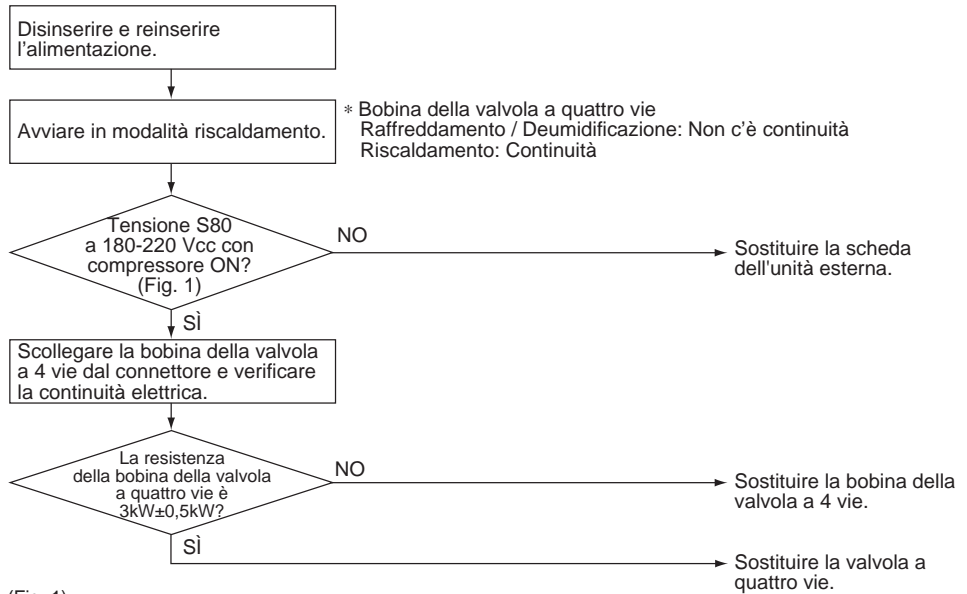 Disinserire e reinserire
l'alimentazione.
Avviare in modalità riscaldamento.
* Bobina della valvola a quattro vie
Raffreddamento / Deumidificazione: Non c'è continuità
Riscaldamento: Continuità
Tensione S80
a 180-220 Vcc con
compressore ON?
(Fig. 1)
NO
Sostituire la scheda
dell'unità esterna.
SÌ
Scollegare la bobina della valvola
a 4 vie dal connettore e verificare
la continuità elettrica.
La resistenza
della bobina della valvola
a quattro vie è
3kW±0,5kW?
NO
Sostituire la bobina della
valvola a 4 vie.
SÌ
Sostituire la valvola a
quattro vie.
(Fig. 1)